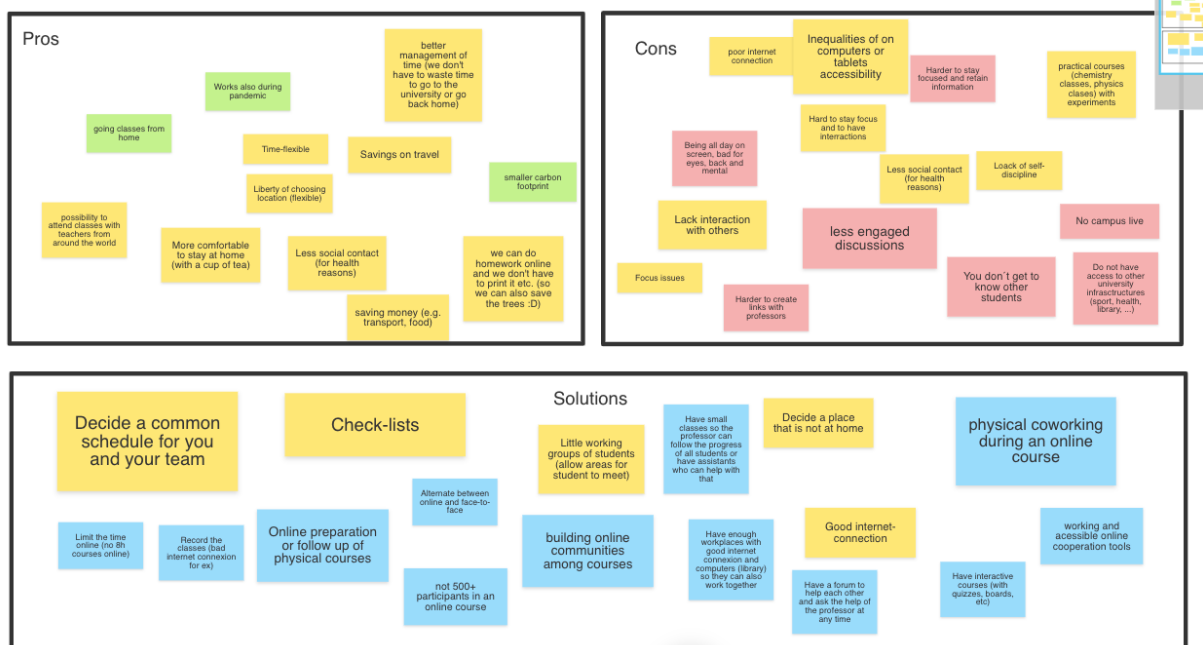 Pros
better
management of
time (we don't
have to waste time
to go to the
university or go
back home)
Works also during
pandemic
going classes from
home
Time-flexible
Savings on travel
smaller carbon
footprint
Liberty of choosing
location (flexible)
possibility to
attend classes with
teachers from
around the world
More comfortable
to stay at home
(with a cup of tea)
Less social contact
(for health
reasons)
we can do
homework online
and we don't have
to print it etc. (so
we can also save
the trees :D)
saving money (e.g.
transport, food)
Cons
poor internet
connection
Inequalities of on
computers or
tablets
accessibility
Harder to stay
focused and retain
information
practical courses
(chemistry
classes, physics
clases) with
experiments
Hard to stay focus
and to have
interractions
Being all day on
screen, bad for
eyes, back and
mental
Less social contact
(for health
reasons)
Loack of self-
discipline
Lack interaction
with others
less engaged
discussions
No campus live
Focus issues
Harder to create
links with
professors
You don´t get to
know other
students
Do not have
access to other
university
infrasctructures
(sport, health,
library, ...)
Solutions
Decide a common
schedule for you
and your team
Check-lists
Little working
groups of students
(allow areas for
student to meet)
Have small
classes so the
professor can
follow the progress
of all students or
have assistants
who can help with
that
Decide a place
that is not at home
physical coworking
during an online
course
Alternate between
online and face-to-
face
Limit the time
online (no 8h
courses online)
Record the
classes (bad
internet connexion
for ex)
Online preparation
or follow up of
physical courses
building online
communities
among courses
Have enough
workplaces with
good internet
connexion and
computers (library)
so they can also
work together
Good internet-
connection
working and
acessible online
cooperation tools
not 500+
participants in an
online course
Have a forum to
help each other
and ask the help of
the professor at
any time
Have interactive
courses (with
quizzes, boards,
etc)